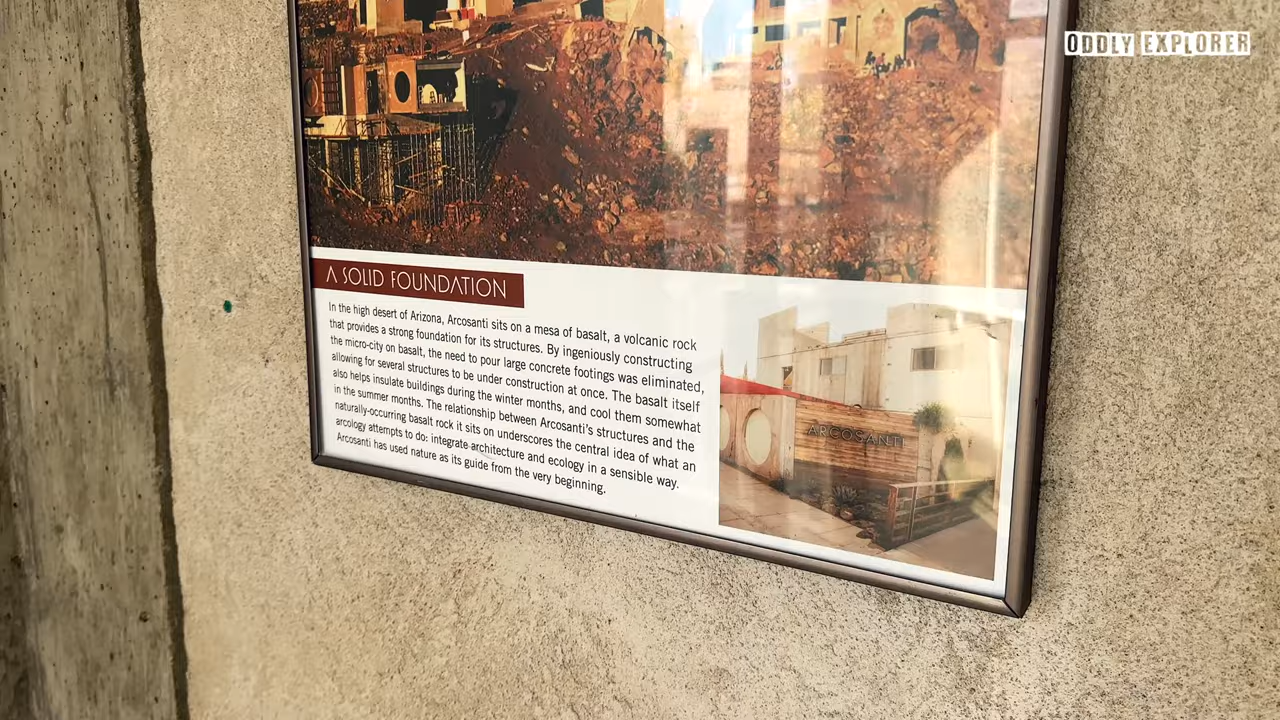 ODDLY EXPLORER
A SOLID FOUNDATION
In the high desert of Arizona, Arcosanti sits on a mesa of basalt, a volcanic rock
that provides a strong foundation for its structures. By ingeniously constructing
the micro-city on basalt, the need to pour large concrete footings was eliminated,
allowing for several structures to be under construction at once. The basalt itself
also helps insulate buildings during the winter months, and cool them somewhat
in the summer months. The relationship between Arcosanti's structures and the
naturally-occurring basalt rock it sits on underscores the central idea of what an
arcology attempts to do: integrate architecture and ecology in a sensible way.
Arcosanti has used nature as its guide from the very beginning.
ARCOSANTI